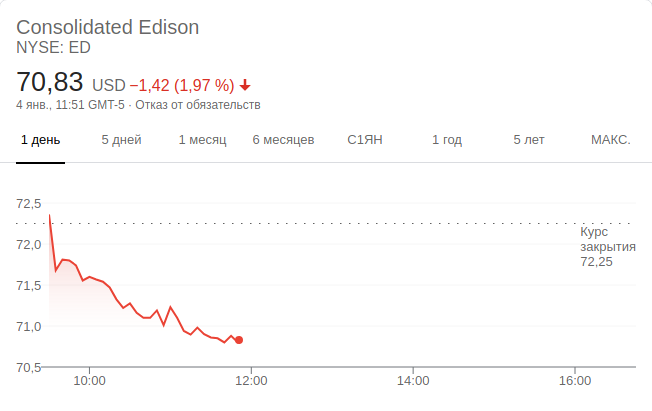 Consolidated Edison
NYSE: ED
70,83 USD −1,42 (1,97 %)
4 янв., 11:51 GMT-5 · Отказ от обязательств
1 день 5 дней 1 месяц 6 месяцев С1ЯН 1 год 5 лет МАКС.
72,5
Курс
закрытия
72,25
72,0
71,5
71,0
70,5
10:00 12:00 14:00 16:00